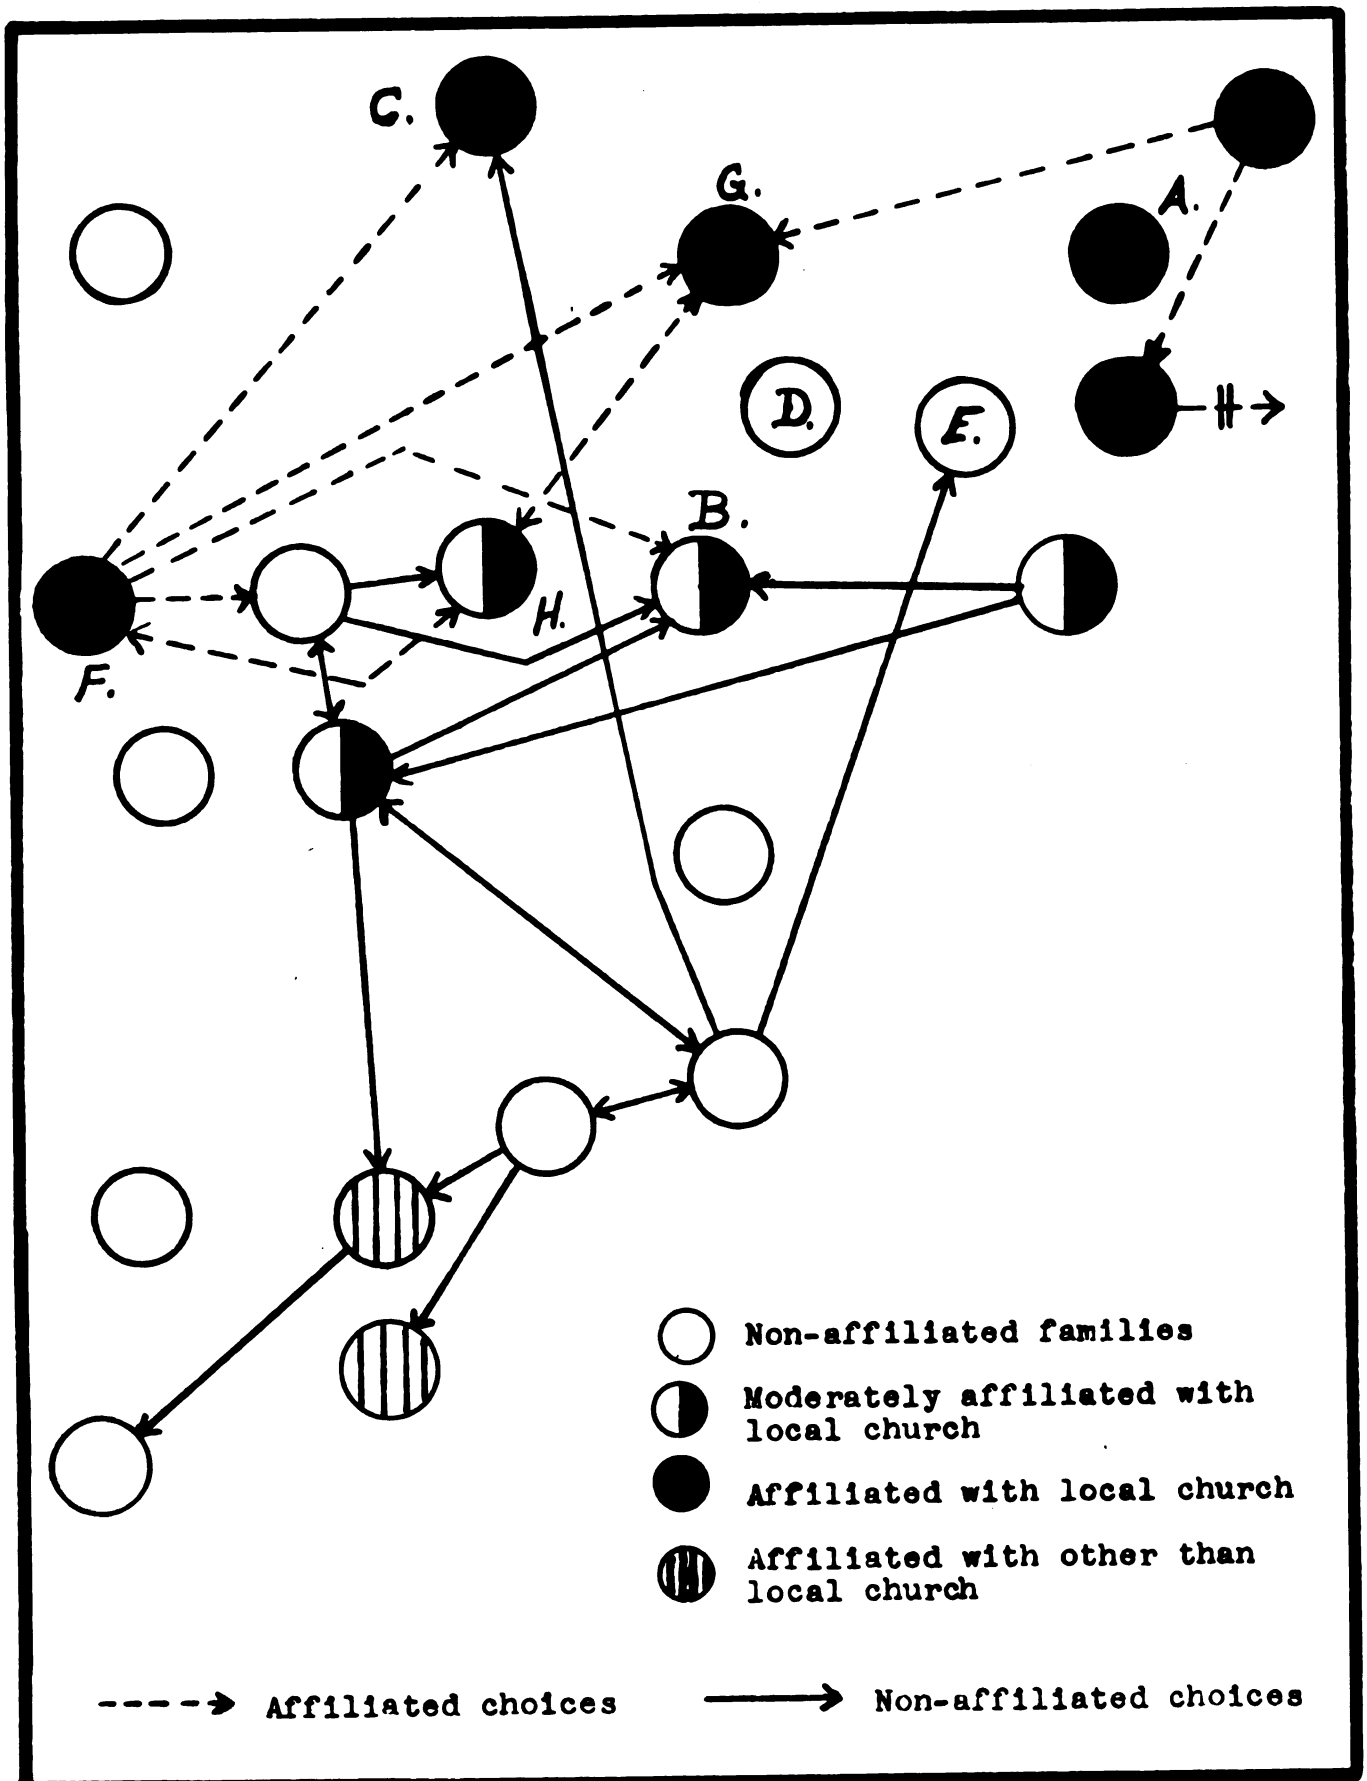 C.
G.
A.
D.
E.
B.
H.
F.
Non-affiliated families
Moderately affiliated with
local church
Affiliated with local church
Affiliated with other than
local church
Affiliated choices
Non-affiliated choices